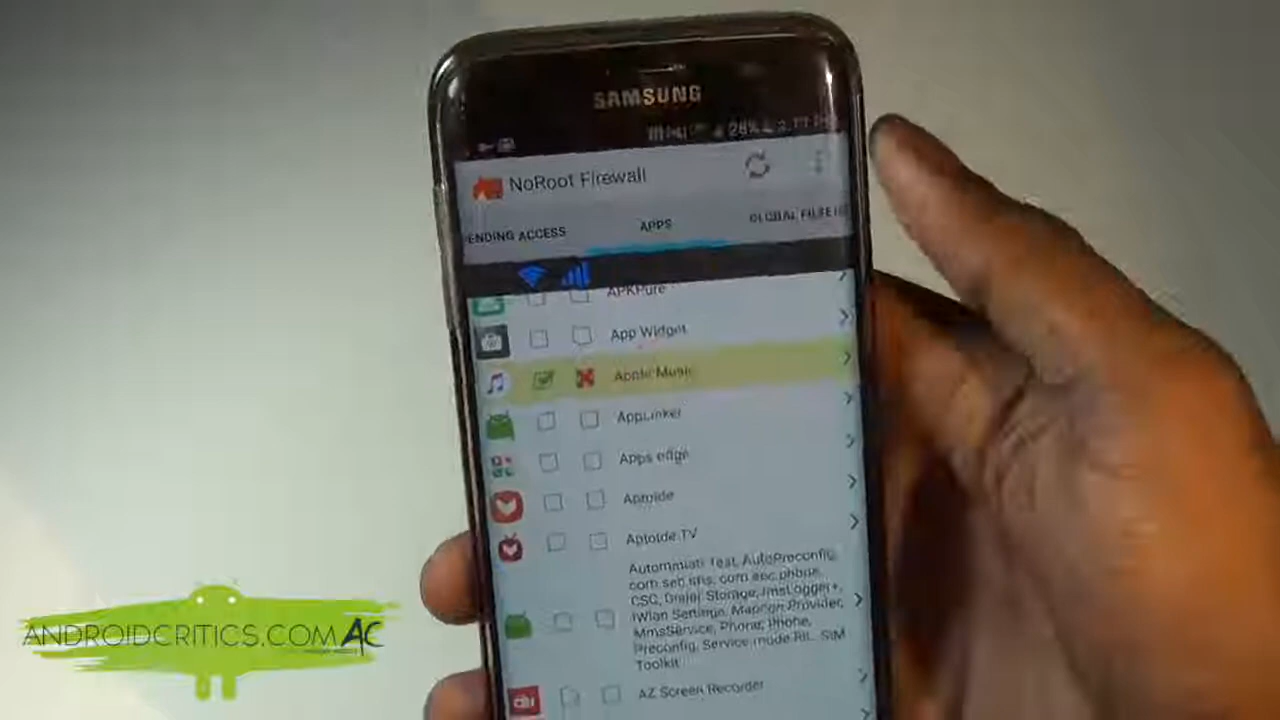 SAMSUNG
NoRoot Firewall
ENDING ACCESS
APPS
GLOBAL FILTE
APKPure
App Widget
Apple Music
AppLinker
Apps edge
Aptoide
Aptoide TV
Automation Test, AutoPreconfig,
CSC, Dialer Storage, ImsLogger+,
iWlan Settings, Mapcon Provider,
MmsService, Phone, Phone,
Preconfig, Service mode RIL, SIM
Toolkit
AZ Screen Recorder
ANDROIDCRITICS.COM AC